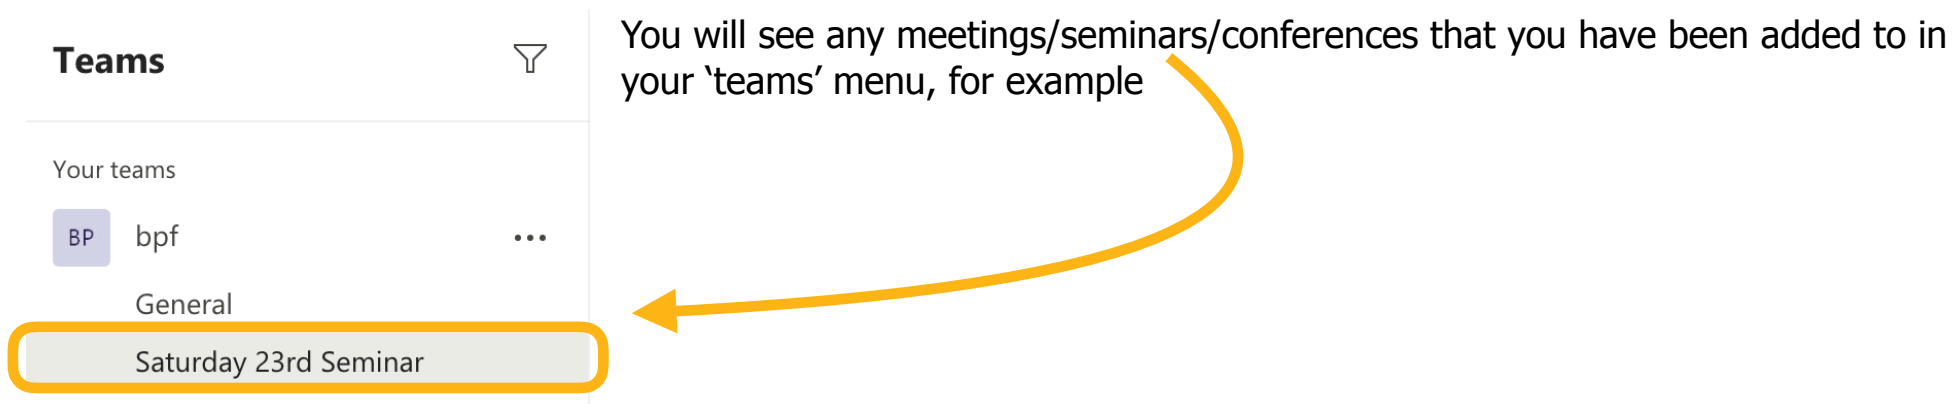 Teams
You will see any meetings/seminars/conferences that you have been added to in
your ‘teams’ menu, for example
Your teams
BP
bpf
General
Saturday 23rd Seminar